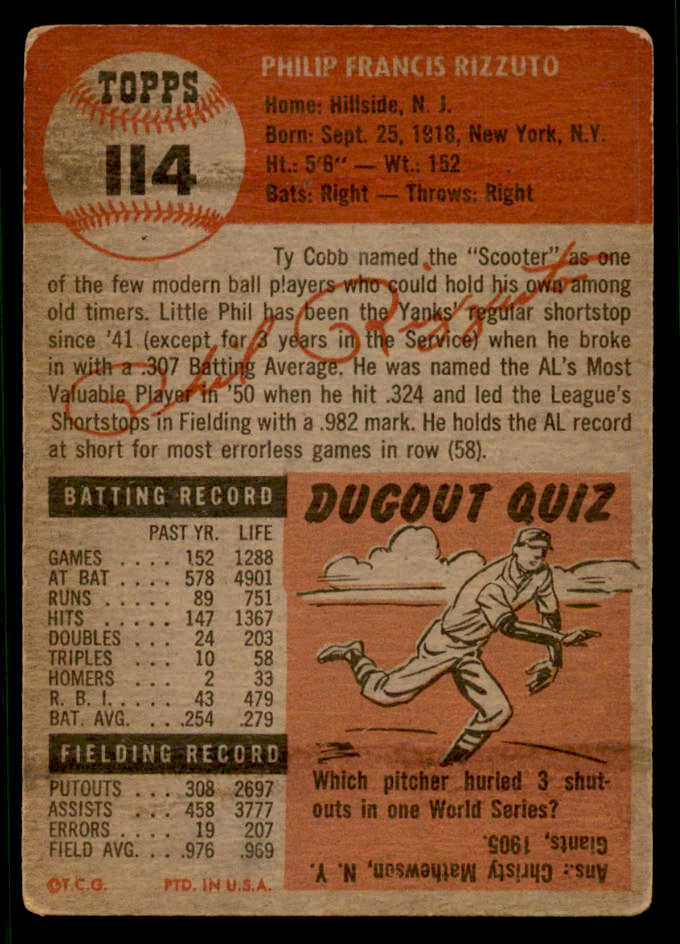 TOPPS
114
PHILIP FRANCIS RIZZUTO
Home: Hillside, N. J.
Born: Sept. 25, 1918, New York, N.Y.
Ht.: 5'6" — Wt.: 152
Bats: Right — Throws: Right
Ty Cobb named the "Scooter" as one
of the few modern ball players who could hold his own among
old timers. Little Phil has been the Yanks' regular shortstop
since '41 (except for 3 years in the Service) when he broke
in with a .307 Batting Average. He was named the AL's Most
Valuable Player in '50 when he hit .324 and led the League's
Shortstops in Fielding with a .982 mark. He holds the AL record
at short for most errorless games in row (58).
Phil Rizzuto
BATTING RECORD
PAST YR. LIFE
GAMES .... 152 1288
AT BAT .... 578 4901
RUNS ..... 89 751
HITS ..... 147 1367
DOUBLES ... 24 203
TRIPLES ... 10 58
HOMERS ... 2 33
R. B. I. .... 43 479
BAT. AVG. ... .254 .279
FIELDING RECORD
PUTOUTS ... 308 2697
ASSISTS ... 458 3777
ERRORS .... 19 207
FIELD AVG. ... .976 .969
©T.C.G. PTD. IN U.S.A.
DUGOUT QUIZ
Which pitcher hurled 3 shut-
outs in one World Series?
Ans.: Christy Mathewson, N. Y.
Giants, 1905.